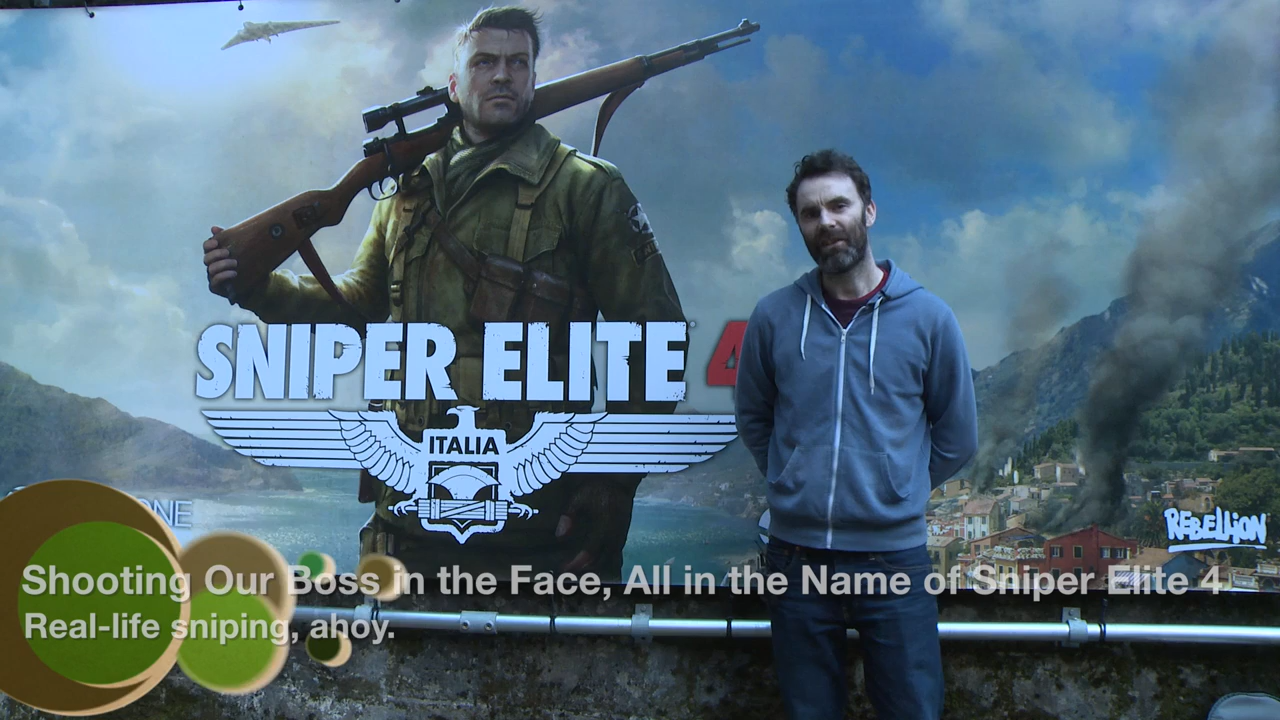 SNIPER ELITE 4
ITALIA
ONE
REBELLION
Shooting Our Boss in the Face, All in the Name of Sniper Elite 4
Real-life sniping, ahoy.